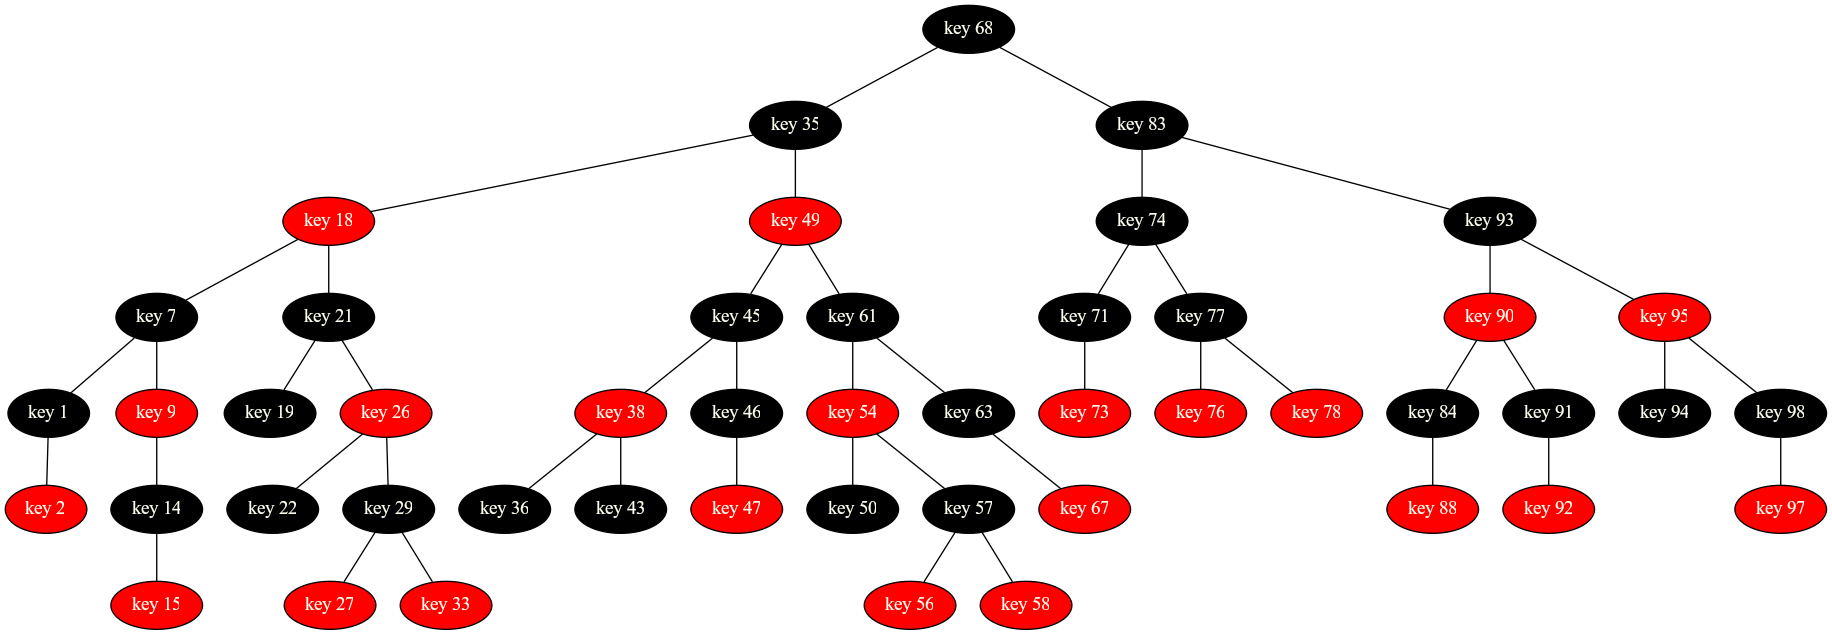 key 68
key 35
key 83
key 18
key 49
key 74
key 93
key 7
key 21
key 45
key 61
key 71
key 77
key 90
key 95
key 1
key 9
key 19
key 26
key 38
key 46
key 54
key 63
key 73
key 76
key 78
key 84
key 91
key 94
key 98
key 2
key 14
key 22
key 29
key 36
key 43
key 47
key 50
key 57
key 67
key 88
key 92
key 97
key 15
key 27
key 33
key 56
key 58